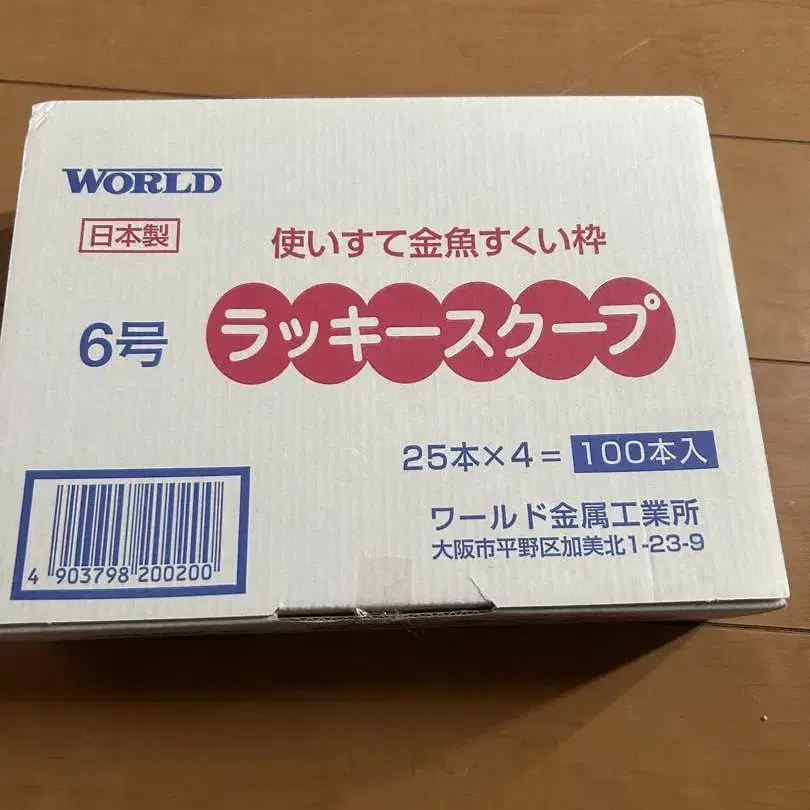 WORLD
日本製
使いすて金魚すくい枠
6号
ラッキースクープ
25本×4=100本入
ワールド金属工業所
大阪市平野区加美北1-23-9
4 903798 200200